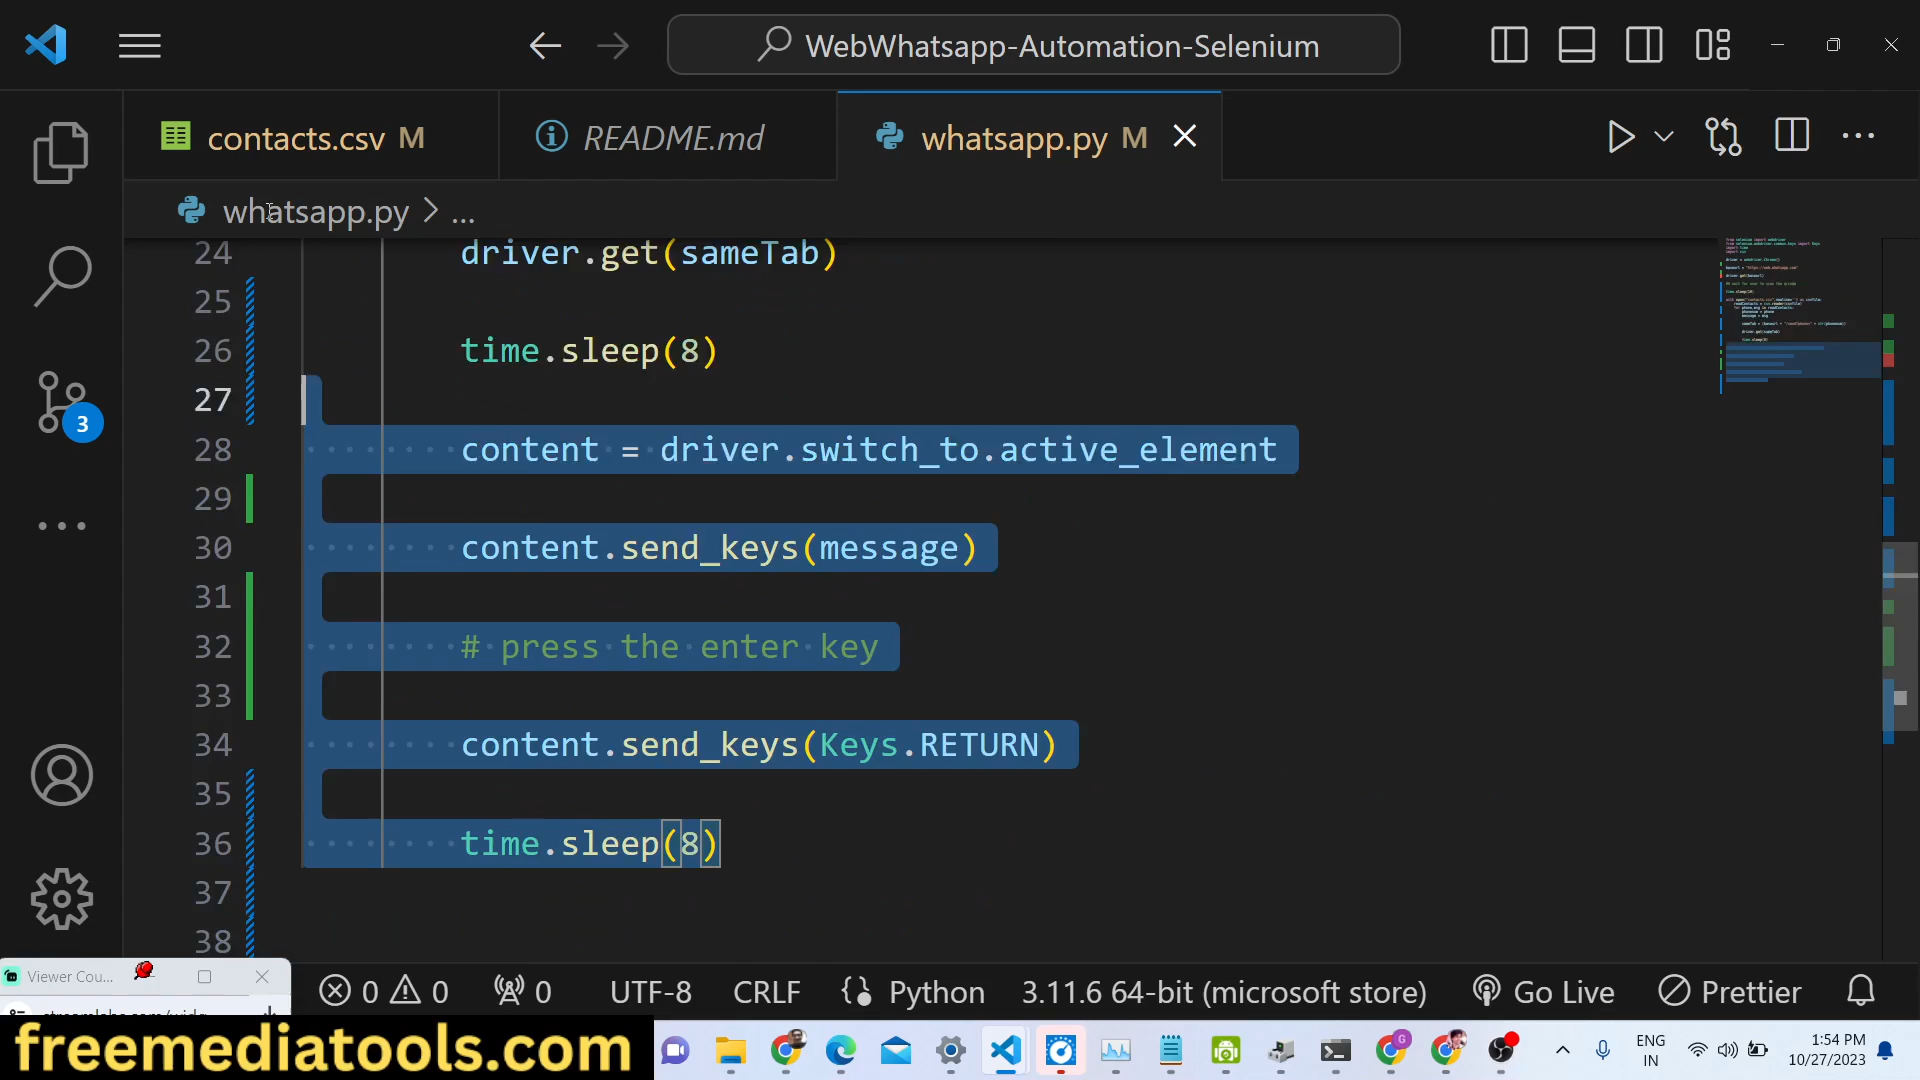 WebWhatsapp-Automation-Selenium
contacts.csv M
README.md
whatsapp.py M
whatsapp.py > ...
24 driver.get(sameTab)
25
26 time.sleep(8)
27
28 content = driver.switch_to.active_element
29
30 content.send_keys(message)
31
32 # press the enter key
33
34 content.send_keys(Keys.RETURN)
35
36 time.sleep(8)
37
38
3
Viewer Cou...
0 0 0 UTF-8 CRLF Python 3.11.6 64-bit (microsoft store) Go Live Prettier
freemediatools.com
ENG
IN
1:54 PM
10/27/2023